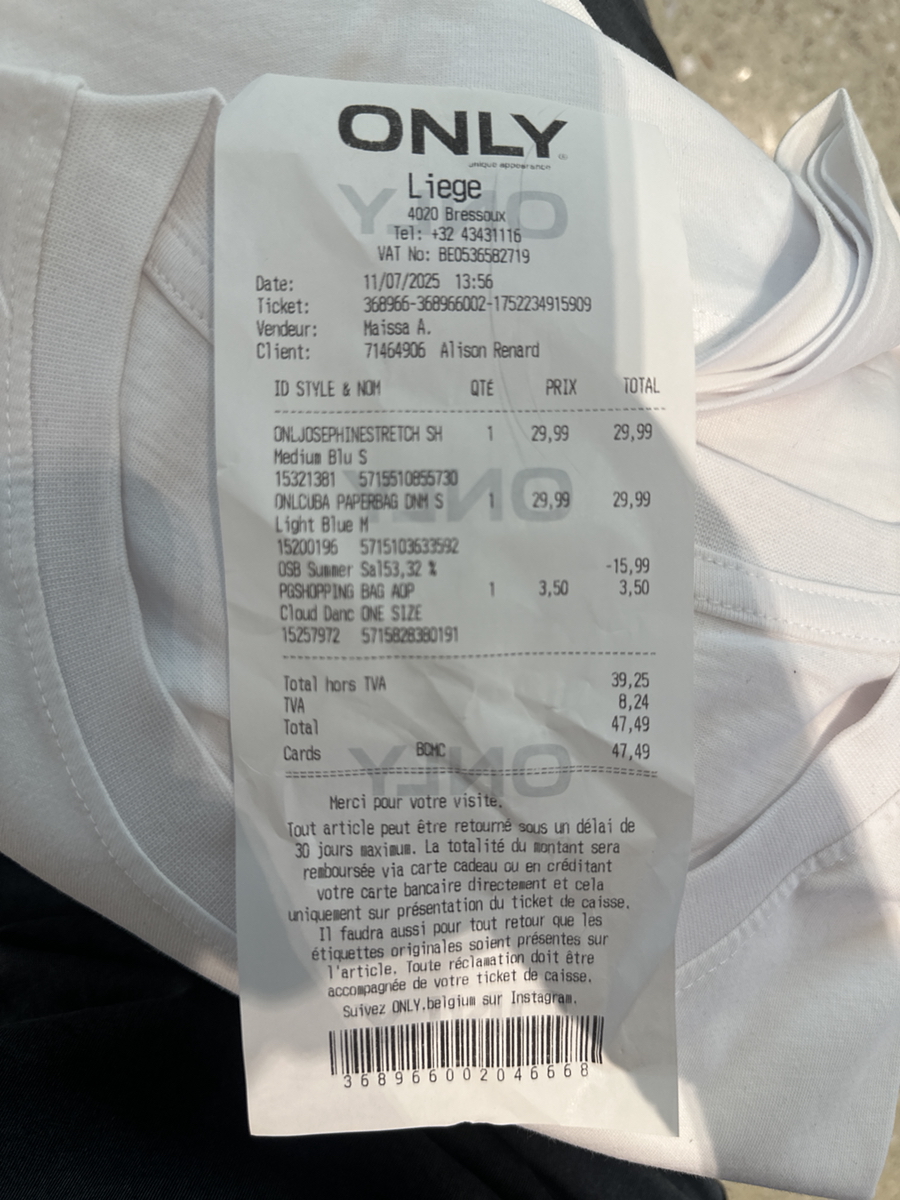 ONLY
unique appearance
Liege
4020 Bressoux
Tel: +32 43431116
VAT No: BE0536582719
Date: 11/07/2025 13:56
Ticket: 368966-368966002-1752234915909
Vendeur: Maissa A.
Client: 71464906 Alison Renard
ID STYLE & NOM QTÉ PRIX TOTAL
ONLJOSEPHINESTRETCH SH 1 29,99 29,99
Medium Blu S
15321381 5715510855730
ONLCUBA PAPERBAG DNM S 1 29,99 29,99
Light Blue M
15200196 5715103633592
OSB Summer Sal53,32 % -15,99
PGSHOPPING BAG AOP 1 3,50 3,50
Cloud Danc ONE SIZE
15257972 5715828380191
Total hors TVA 39,25
TVA 8,24
Total 47,49
Cards BCMC 47,49
Merci pour votre visite.
Tout article peut être retourné sous un délai de
30 jours maximum. La totalité du montant sera
remboursée via carte cadeau ou en créditant
votre carte bancaire directement et cela
uniquement sur présentation du ticket de caisse.
Il faudra aussi pour tout retour que les
étiquettes originales soient présentes sur
l'article. Toute réclamation doit être
accompagnée de votre ticket de caisse.
Suivez ONLY.belgium sur Instagram.
368966002046668